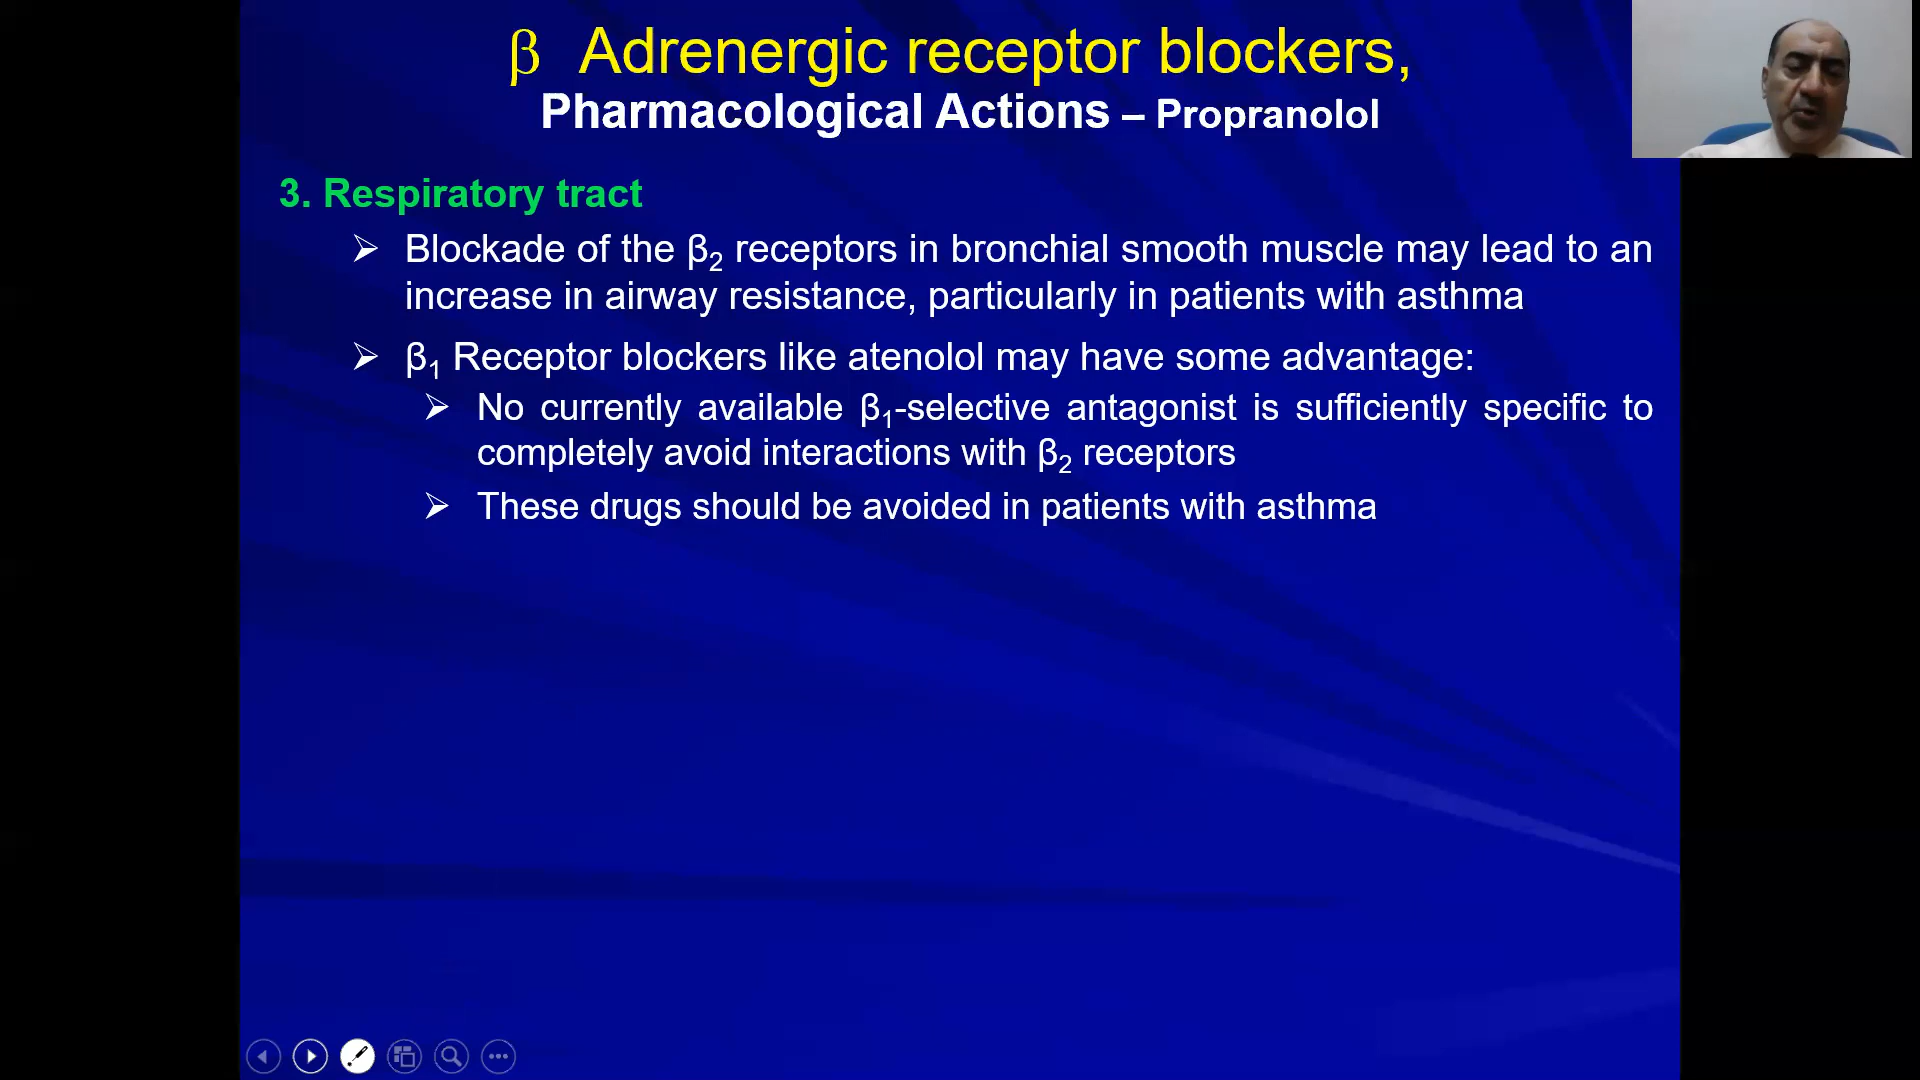 β Adrenergic receptor blockers,
Pharmacological Actions – Propranolol
3. Respiratory tract
➢ Blockade of the β₂ receptors in bronchial smooth muscle may lead to an
increase in airway resistance, particularly in patients with asthma
➢ β₁ Receptor blockers like atenolol may have some advantage:
➢ No currently available β₁-selective antagonist is sufficiently specific to
completely avoid interactions with β₂ receptors
➢ These drugs should be avoided in patients with asthma